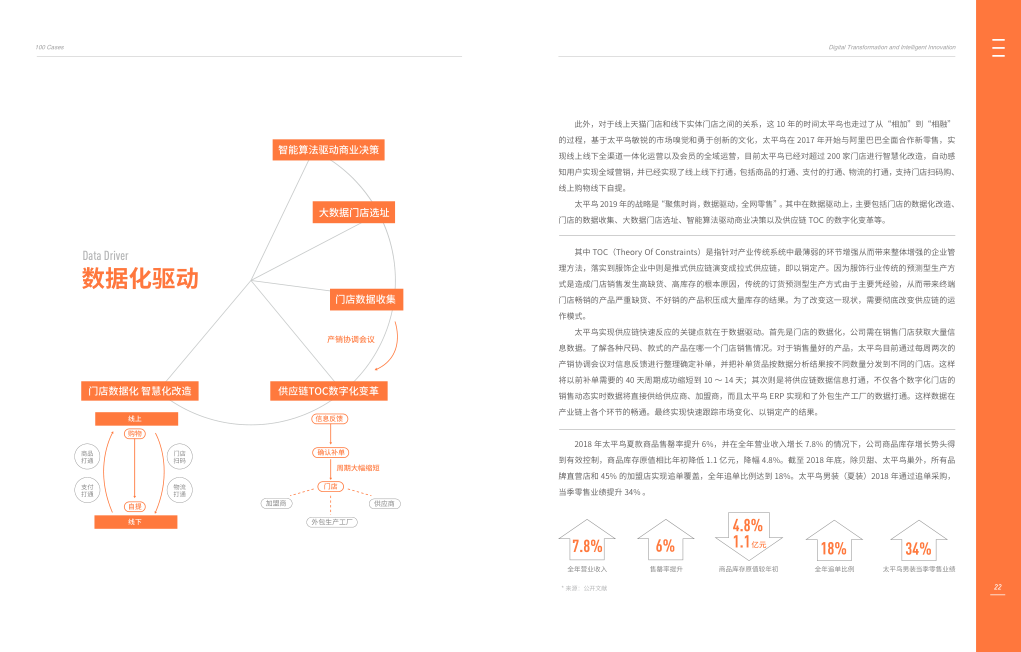 100 Cases
Digital Transformation and Intelligent Innovation
智能算法驱动商业决策
大数据门店选址
Data Driver
数据化驱动
门店数据收集
产销协调会议
门店数据化 智慧化改造
供应链TOC数字化变革
线上
购物
商品
打通
门店
扫码
支付
打通
物流
打通
自提
线下
信息反馈
确认补单
周期大幅缩短
门店
加盟商
供应商
外包生产工厂
此外，对于线上天猫门店和线下实体门店之间的关系，这 10 年的时间太平鸟也走过了从“相加”到“相融”
的过程，基于太平鸟敏锐的市场嗅觉和勇于创新的文化，太平鸟在 2017 年开始与阿里巴巴全面合作新零售，实
现线上线下全渠道一体化运营以及会员的全域运营，目前太平鸟已经对超过 200 家门店进行智慧化改造，自动感
知用户实现全域营销，并已经实现了线上线下打通，包括商品的打通、支付的打通、物流的打通，支持门店扫码购、
线上购物线下自提。
太平鸟 2019 年的战略是“聚焦时尚，数据驱动，全网零售”。其中在数据驱动上，主要包括门店的数据化改造、
门店的数据收集、大数据门店选址、智能算法驱动商业决策以及供应链 TOC 的数字化变革等。
其中 TOC（Theory Of Constraints）是指针对产业传统系统中最薄弱的环节增强从而带来整体增强的企业管
理方法，落实到服饰企业中则是推式供应链演变成拉式供应链，即以销定产。因为服饰行业传统的预测型生产方
式是造成门店销售发生高缺货、高库存的根本原因，传统的订货预测型生产方式由于主要凭经验，从而带来终端
门店畅销的产品严重缺货、不好销的产品积压成大量库存的结果。为了改变这一现状，需要彻底改变供应链的运
作模式。
太平鸟实现供应链快速反应的关键点就在于数据驱动。首先是门店的数据化，公司需在销售门店获取大量信
息数据。了解各种尺码、款式的产品在哪一个门店销售情况。对于销售量好的产品，太平鸟目前通过每周两次的
产销协调会议对信息反馈进行整理确定补单，并把补单货品按数据分析结果按不同数量分发到不同的门店。这样
将以前补单需要的 40 天周期成功缩短到 10 ～ 14 天；其次则是将供应链数据信息打通，不仅各个数字化门店的
销售动态实时数据将直接供给供应商、加盟商，而且太平鸟 ERP 实现和了外包生产工厂的数据打通。这样数据在
产业链上各个环节的畅通。最终实现快速跟踪市场变化、以销定产的结果。
2018 年太平鸟夏款商品售罄率提升 6%，并在全年营业收入增长 7.8% 的情况下，公司商品库存增长势头得
到有效控制，商品库存原值相比年初降低 1.1 亿元，降幅 4.8%。截至 2018 年底，除贝甜、太平鸟巢外，所有品
牌直营店和 45% 的加盟店实现追单覆盖，全年追单比例达到 18%。太平鸟男装（夏装）2018 年通过追单采购，
当季零售业绩提升 34% 。
7.8%
6%
4.8%
1.1亿元
18%
34%
全年营业收入
售罄率提升
商品库存原值较年初
全年追单比例
太平鸟男装当季零售业绩
* 来源：公开文献
22